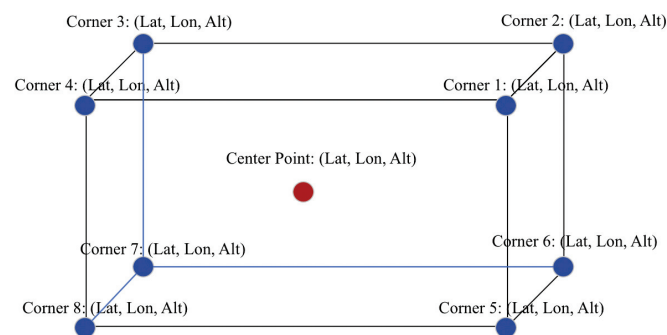 Corner 3: (Lat, Lon, Alt)
Corner 2: (Lat, Lon, Alt)
Corner 4: (Lat, Lon, Alt)
Corner 1: (Lat, Lon, Alt)
Center Point: (Lat, Lon, Alt)
Corner 7: (Lat, Lon, Alt)
Corner 6: (Lat, Lon, Alt)
Corner 8: (Lat, Lon, Alt)
Corner 5: (Lat, Lon, Alt)